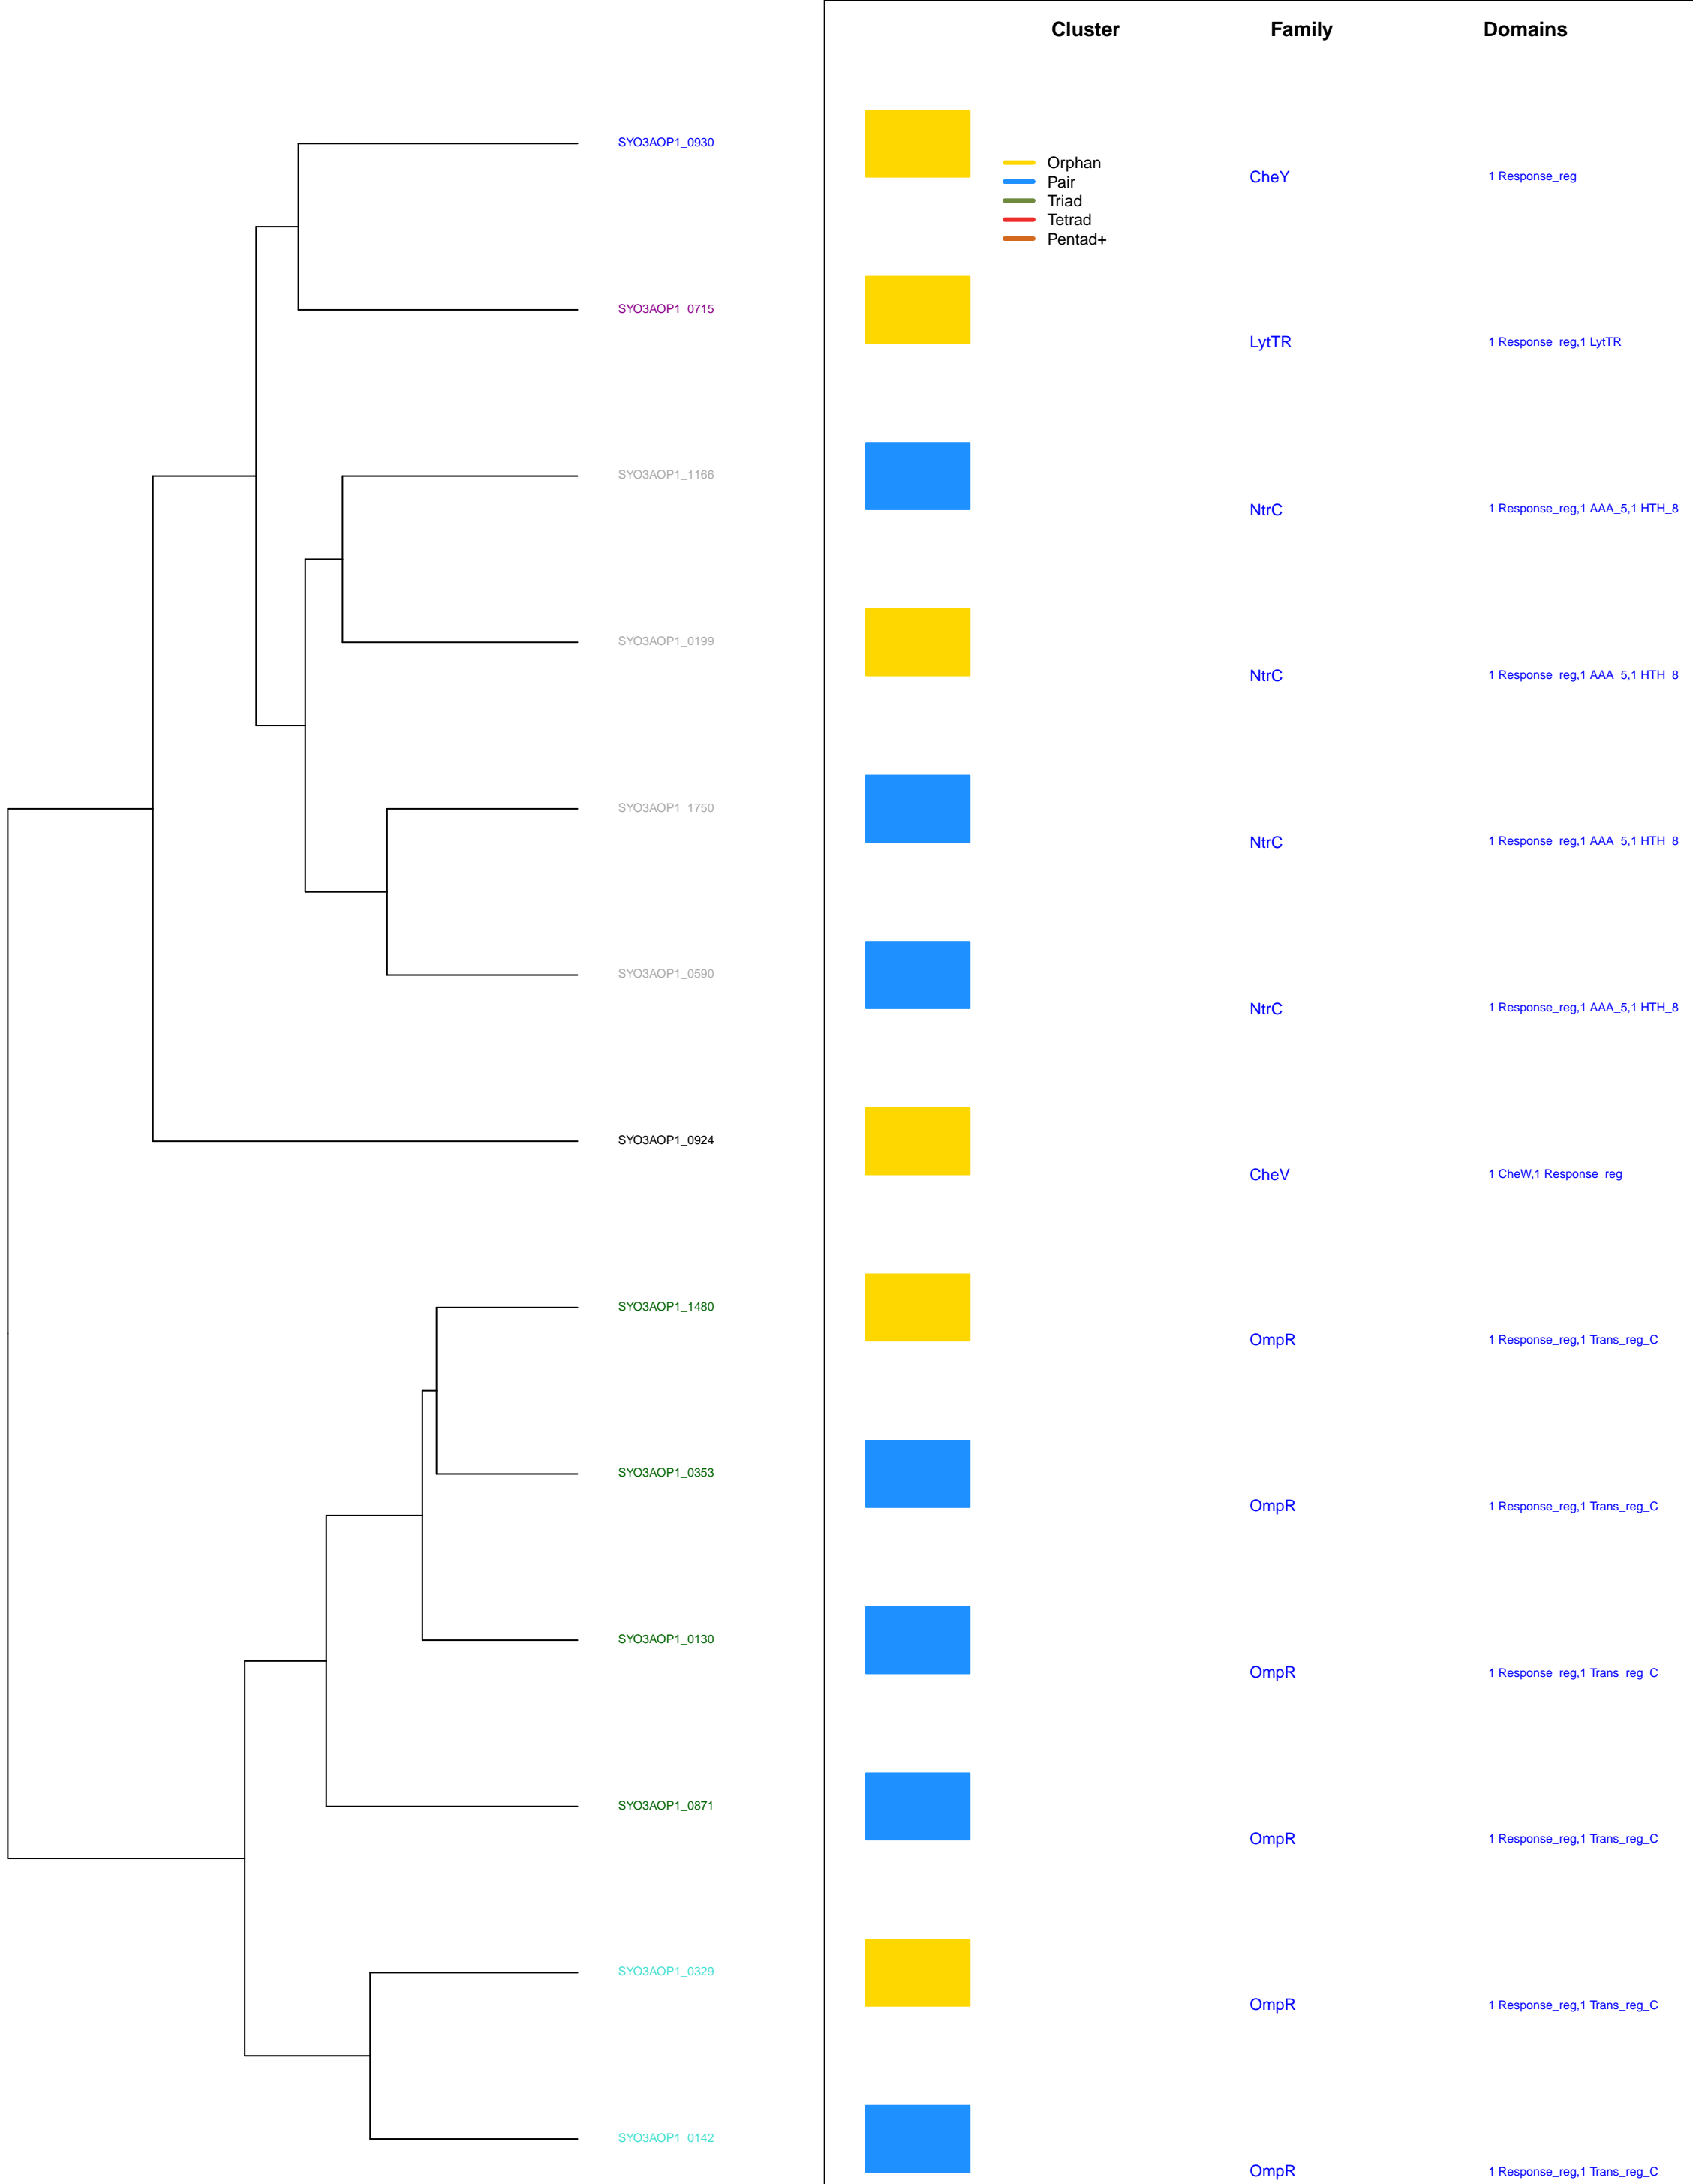 Cluster Family Domains
SYO3AOP1_0930
Orphan
Pair
Triad
Tetrad
Pentad+
CheY 1 Response_reg
SYO3AOP1_0715
LytTR 1 Response_reg,1 LytTR
SYO3AOP1_1166
NtrC 1 Response_reg,1 AAA_5,1 HTH_8
SYO3AOP1_0199
NtrC 1 Response_reg,1 AAA_5,1 HTH_8
SYO3AOP1_1750
NtrC 1 Response_reg,1 AAA_5,1 HTH_8
SYO3AOP1_0590
NtrC 1 Response_reg,1 AAA_5,1 HTH_8
SYO3AOP1_0924
CheV 1 CheW,1 Response_reg
SYO3AOP1_1480
OmpR 1 Response_reg,1 Trans_reg_C
SYO3AOP1_0353
OmpR 1 Response_reg,1 Trans_reg_C
SYO3AOP1_0130
OmpR 1 Response_reg,1 Trans_reg_C
SYO3AOP1_0871
OmpR 1 Response_reg,1 Trans_reg_C
SYO3AOP1_0329
OmpR 1 Response_reg,1 Trans_reg_C
SYO3AOP1_0142
OmpR 1 Response_reg,1 Trans_reg_C